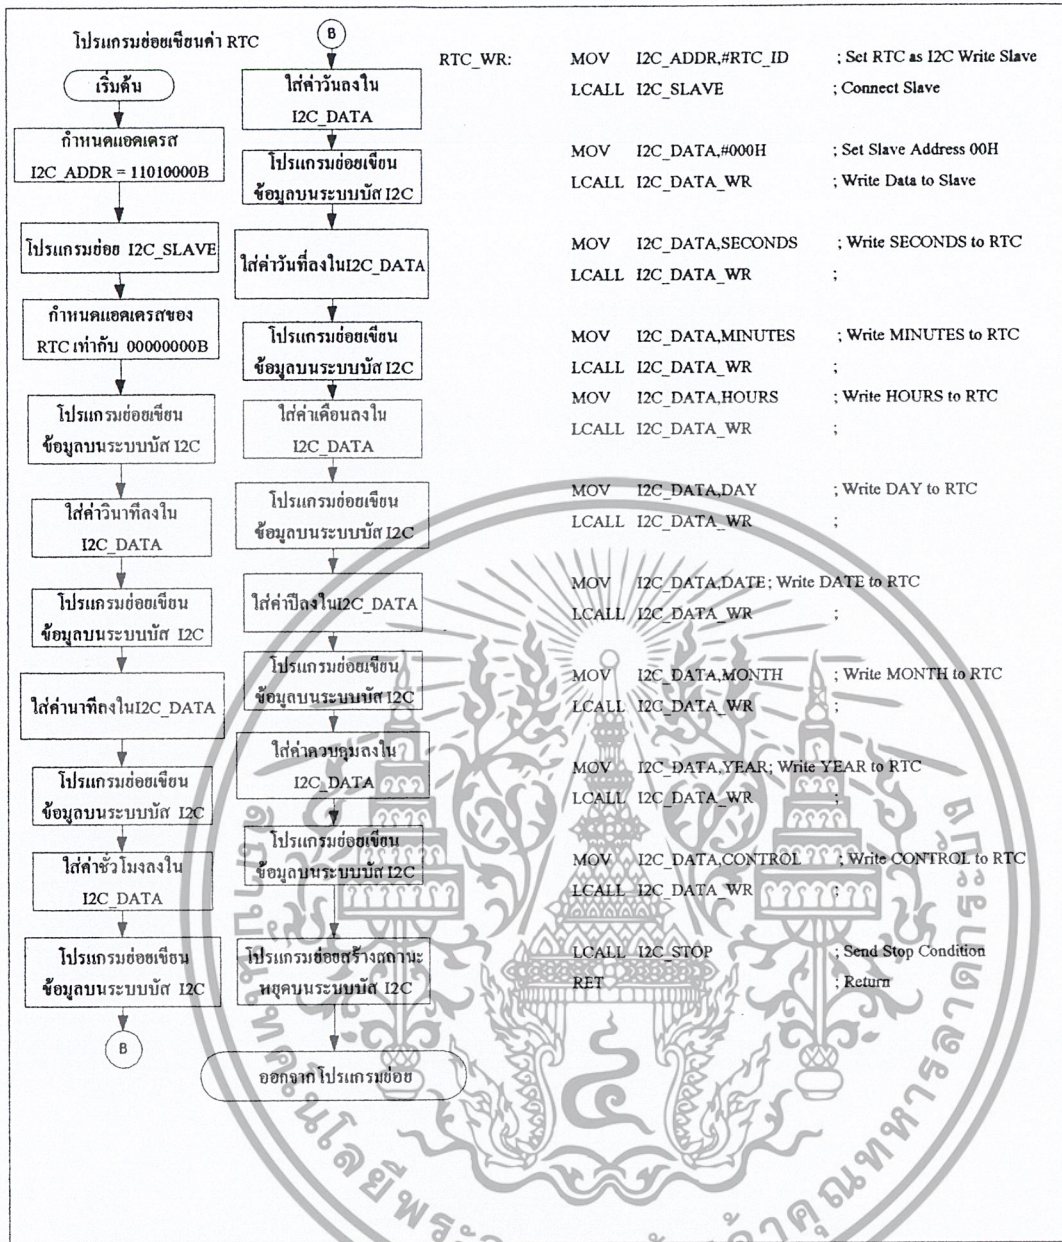 โปรแกรมย่อยเขียนค่า RTC
เริ่มต้น
กำหนดแอดเดรส
I2C_ADDR = 11010000B
โปรแกรมย่อย I2C_SLAVE
กำหนดแอดเดรสของ
RTC เท่ากับ 00000000B
โปรแกรมย่อยเขียน
ข้อมูลบนระบบบัส I2C
ใส่ค่าวินาทีลงใน
I2C_DATA
โปรแกรมย่อยเขียน
ข้อมูลบนระบบบัส I2C
ใส่ค่านาทีลงในI2C_DATA
โปรแกรมย่อยเขียน
ข้อมูลบนระบบบัส I2C
ใส่ค่าชั่วโมงลงใน
I2C_DATA
โปรแกรมย่อยเขียน
ข้อมูลบนระบบบัส I2C
B
B
ใส่ค่าวันลงใน
I2C_DATA
โปรแกรมย่อยเขียน
ข้อมูลบนระบบบัส I2C
ใส่ค่าวันที่ลงในI2C_DATA
โปรแกรมย่อยเขียน
ข้อมูลบนระบบบัส I2C
ใส่ค่าเดือนลงใน
I2C_DATA
โปรแกรมย่อยเขียน
ข้อมูลบนระบบบัส I2C
ใส่ค่าปีลงในI2C_DATA
โปรแกรมย่อยเขียน
ข้อมูลบนระบบบัส I2C
ใส่ค่าควบคุมลงใน
I2C_DATA
โปรแกรมย่อยเขียน
ข้อมูลบนระบบบัส I2C
โปรแกรมย่อยสร้างสถานะ
หยุดบนระบบบัส I2C
ออกจากโปรแกรมย่อย
RTC_WR: MOV I2C_ADDR,#RTC_ID ; Set RTC as I2C Write Slave
LCALL I2C_SLAVE ; Connect Slave
MOV I2C_DATA,#000H ; Set Slave Address 00H
LCALL I2C_DATA_WR ; Write Data to Slave
MOV I2C_DATA,SECONDS ; Write SECONDS to RTC
LCALL I2C_DATA_WR ;
MOV I2C_DATA,MINUTES ; Write MINUTES to RTC
LCALL I2C_DATA_WR ;
MOV I2C_DATA,HOURS ; Write HOURS to RTC
LCALL I2C_DATA_WR ;
MOV I2C_DATA,DAY ; Write DAY to RTC
LCALL I2C_DATA_WR ;
MOV I2C_DATA,DATE; Write DATE to RTC
LCALL I2C_DATA_WR ;
MOV I2C_DATA,MONTH ; Write MONTH to RTC
LCALL I2C_DATA_WR ;
MOV I2C_DATA,YEAR; Write YEAR to RTC
LCALL I2C_DATA_WR ;
MOV I2C_DATA,CONTROL ; Write CONTROL to RTC
LCALL I2C_DATA_WR ;
LCALL I2C_STOP ; Send Stop Condition
RET ; Return